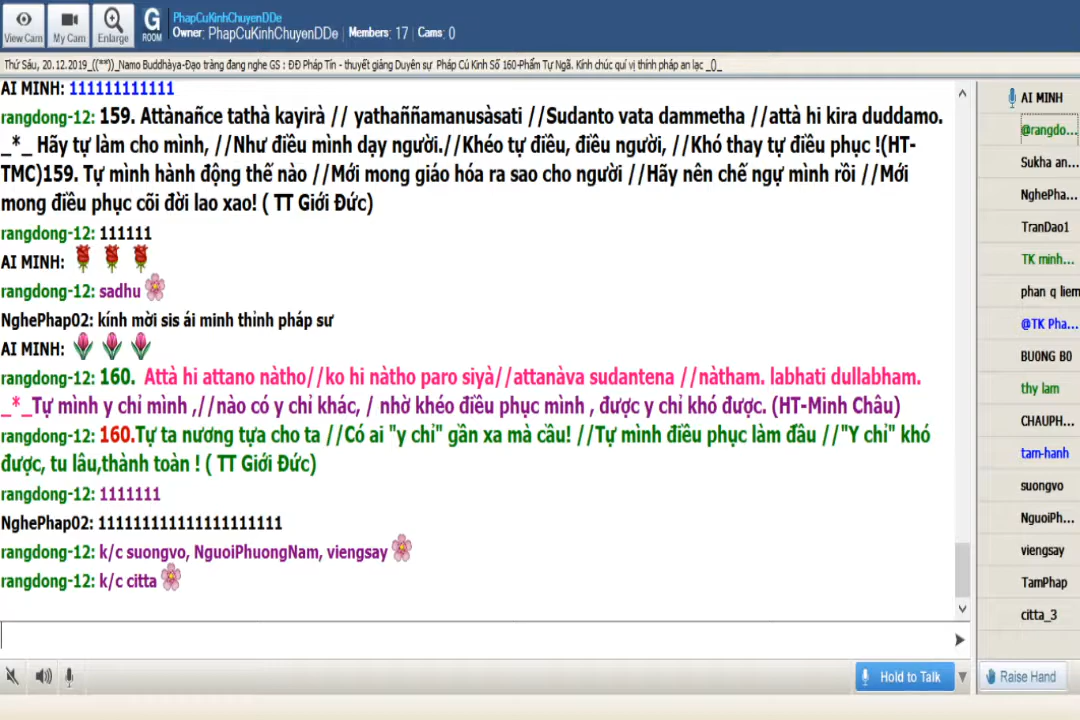 PhapCuKinhChuyenDDe
Owner: PhapCuKinhChuyenDDe | Members: 17 | Cams: 0
View Cam
My Cam
Enlarge
G ROOM
Thứ Sáu, 20.12.2019_((**))_Namo Buddhàya-Đạo tràng đang nghe GS : ĐĐ Pháp Tín - thuyết giảng Duyên sự Pháp Cú Kinh Số 160-Phẩm Tự Ngã. Kính chúc quí vị thính pháp an lạc _()_
AI MINH: 111111111111
rangdong-12: 159. Attànañce tathà kayirà // yathaññamanusàsati //Sudanto vata dammetha //attà hi kira duddamo.
_*_ Hãy tự làm cho mình, //Như điều mình dạy người.//Khéo tự điều, điều người, //Khó thay tự điều phục !(HT-
TMC)159. Tự mình hành động thế nào //Mới mong giáo hóa ra sao cho người //Hãy nên chế ngự mình rồi //Mới
mong điều phục cõi đời lao xao! ( TT Giới Đức)
rangdong-12: 111111
AI MINH:
rangdong-12: sadhu
NghePhap02: kính mời sis ái minh thỉnh pháp sư
AI MINH:
rangdong-12: 160. Attà hi attano nàtho//ko hi nàtho paro siyà//attanàva sudantena //nàtham. labhati dullabham.
_*_Tự mình y chỉ mình ,//nào có y chỉ khác, / nhờ khéo điều phục mình , được y chỉ khó được. (HT-Minh Châu)
rangdong-12: 160.Tự ta nương tựa cho ta //Có ai "y chỉ" gần xa mà cầu! //Tự mình điều phục làm đầu //"Y chỉ" khó
được, tu lâu,thành toàn ! ( TT Giới Đức)
rangdong-12: 1111111
NghePhap02: 111111111111111111111
rangdong-12: k/c suongvo, NguoiPhuongNam, viengsay
rangdong-12: k/c citta
AI MINH
@rangdo...
Sukha an...
NghePha...
TranDao1
TK minh...
phan q liem
@TK Pha...
BUONG BO
thy lam
CHAUPH...
tam-hanh
suongvo
NguoiPh...
viengsay
TamPhap
citta_3
Hold to Talk
Raise Hand